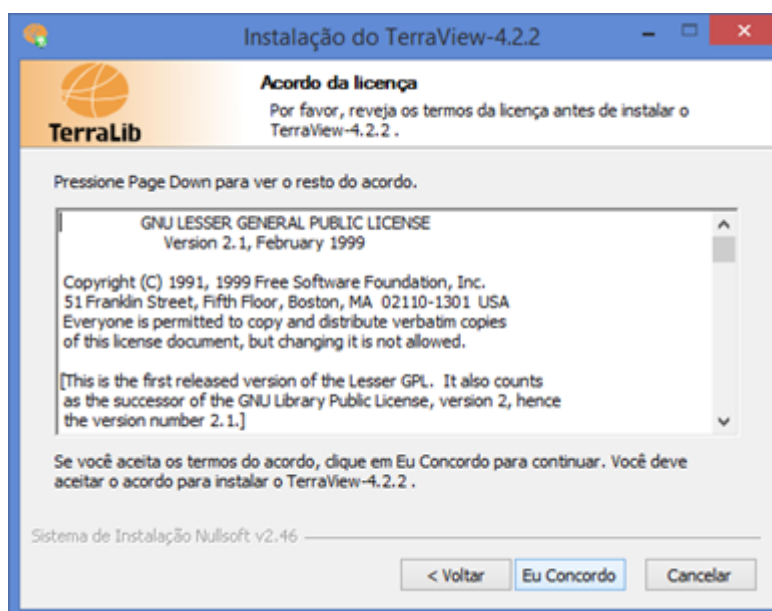 Instalação do TerraView-4.2.2
TerraLib
Acordo da licença
Por favor, reveja os termos da licença antes de instalar o
TerraView-4.2.2 .
Pressione Page Down para ver o resto do acordo.
GNU LESSER GENERAL PUBLIC LICENSE
Version 2.1, February 1999
Copyright (C) 1991, 1999 Free Software Foundation, Inc.
51 Franklin Street, Fifth Floor, Boston, MA  02110-1301  USA
Everyone is permitted to copy and distribute verbatim copies
of this license document, but changing it is not allowed.
[This is the first released version of the Lesser GPL.  It also counts
as the successor of the GNU Library Public License, version 2, hence
the version number 2.1.]
Se você aceita os termos do acordo, clique em Eu Concordo para continuar. Você deve
aceitar o acordo para instalar o TerraView-4.2.2 .
Sistema de Instalação Nullsoft v2.46
< Voltar
Eu Concordo
Cancelar